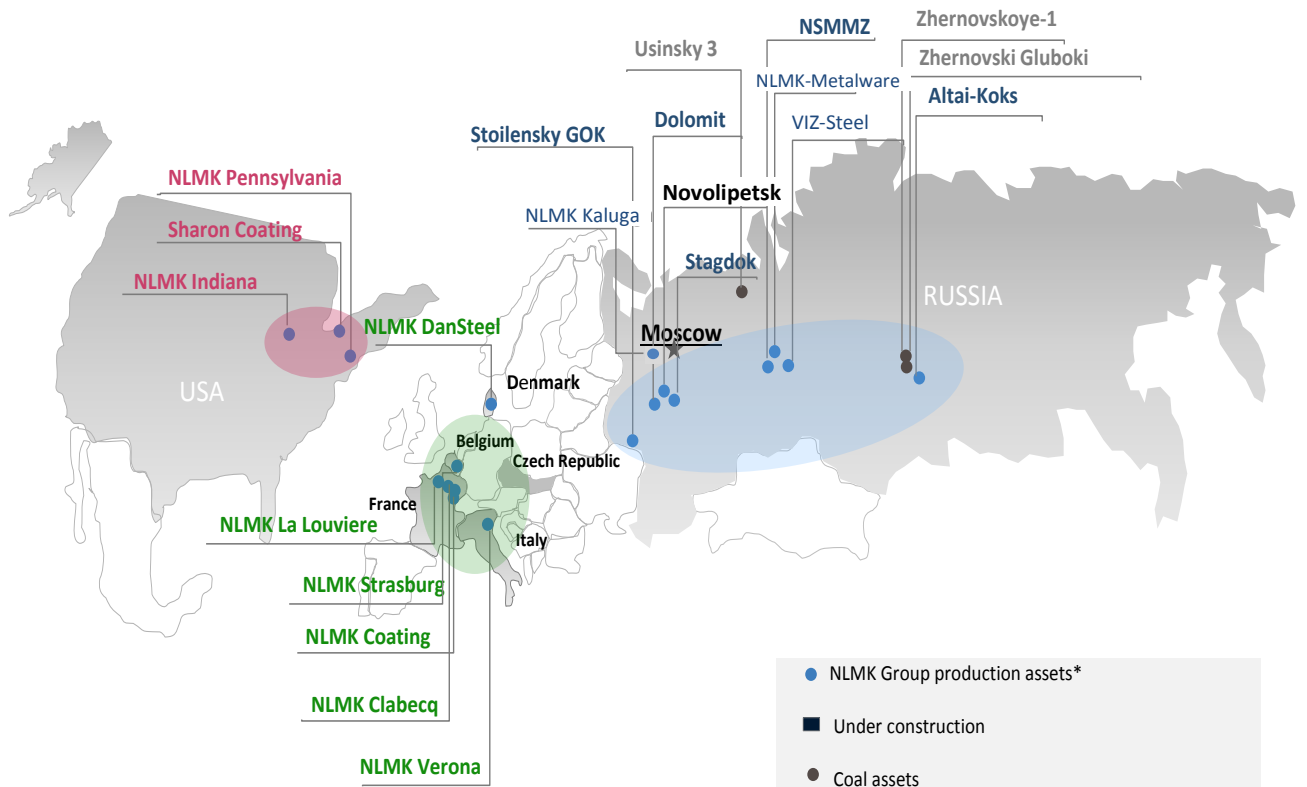 Zhernovskoye-1
NSMMZ
Usinsky 3
Zhernovski Gluboki
NLMK-Metalware
Altai-Koks
Dolomit
VIZ-Steel
Stoilensky GOK
NLMK Pennsylvania
Novolipetsk
NLMK Kaluga
Sharon Coating
Stagdok
NLMK Indiana
RUSSIA
NLMK DanSteel
Moscow
USA
Denmark
Belgium
Czech Republic
France
NLMK La Louviere
Italy
NLMK Strasburg
NLMK Coating
NLMK Clabecq
NLMK Verona
NLMK Group production assets*
Under construction
Coal assets